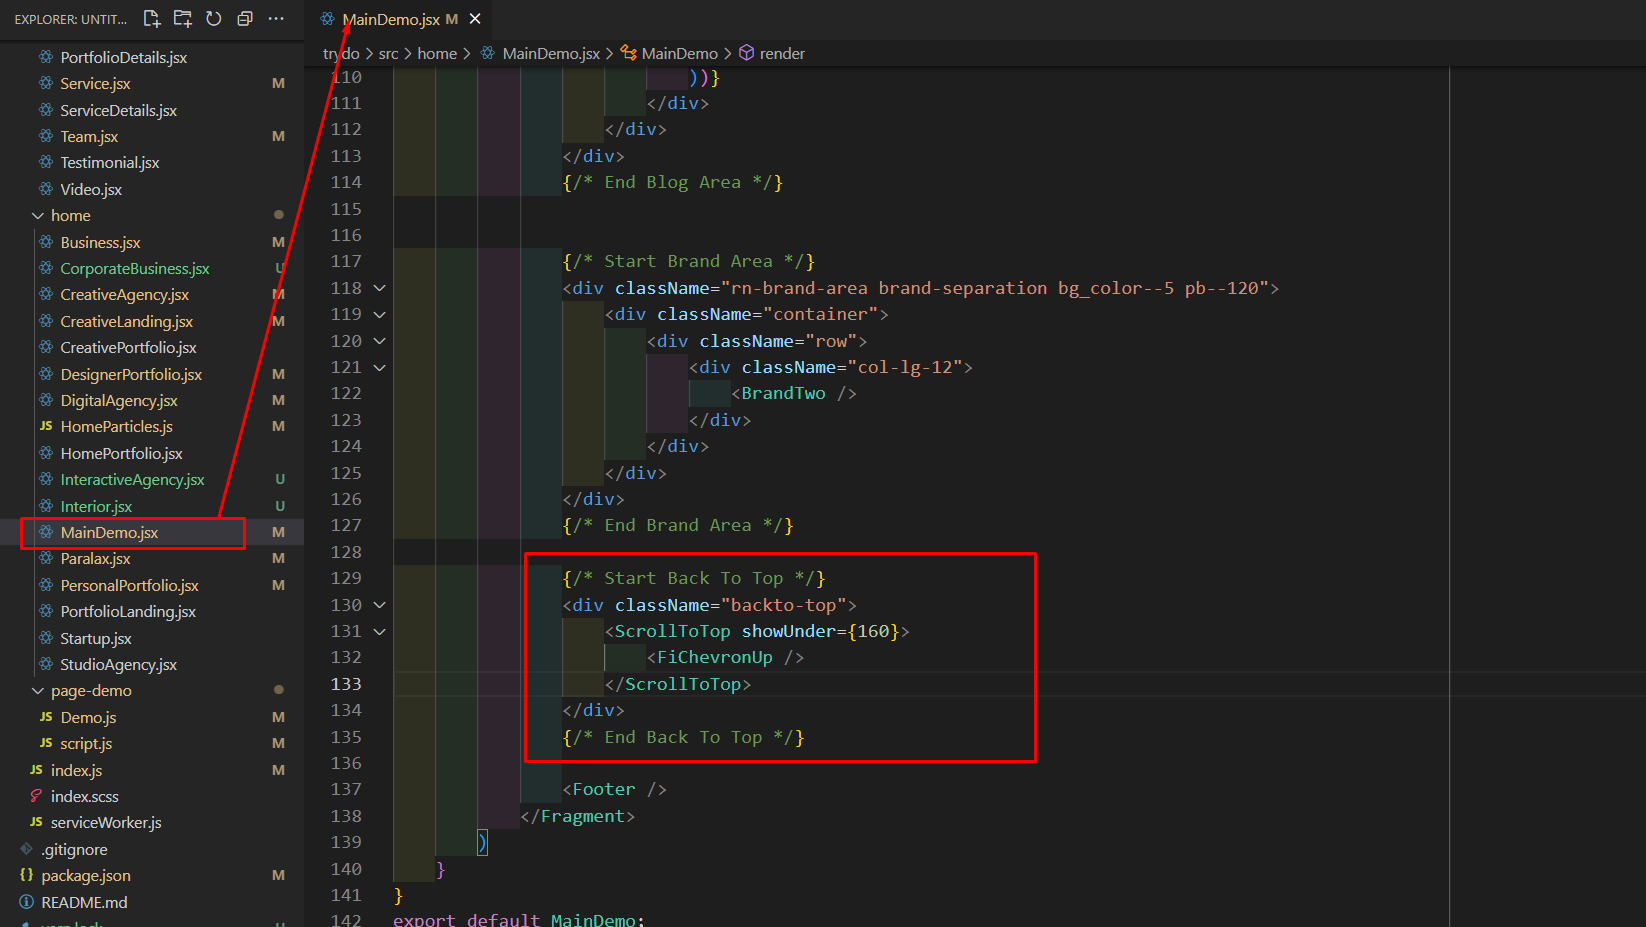 EXPLORER: UNTIT...
PortfolioDetails.jsx
Service.jsx M
ServiceDetails.jsx
Team.jsx M
Testimonial.jsx
Video.jsx
home
Business.jsx M
CorporateBusiness.jsx U
CreativeAgency.jsx M
CreativeLanding.jsx M
CreativePortfolio.jsx
DesignerPortfolio.jsx M
DigitalAgency.jsx M
JS HomeParticles.js M
HomePortfolio.jsx
InteractiveAgency.jsx U
Interior.jsx U
MainDemo.jsx M
Paralax.jsx M
PersonalPortfolio.jsx M
PortfolioLanding.jsx
Startup.jsx
StudioAgency.jsx
page-demo
JS Demo.js M
JS script.js M
JS index.js M
index.scss
JS serviceWorker.js
.gitignore
{} package.json M
README.md
yarn.lock U
MainDemo.jsx M
trydo > src > home > MainDemo.jsx > MainDemo > render
110 ))}
111 </div>
112 </div>
113 </div>
114 {/* End Blog Area */}
115
116
117 {/* Start Brand Area */}
118 <div className="rn-brand-area brand-separation bg_color--5 pb--120">
119 <div className="container">
120 <div className="row">
121 <div className="col-lg-12">
122 <BrandTwo />
123 </div>
124 </div>
125 </div>
126 </div>
127 {/* End Brand Area */}
128
129 {/* Start Back To Top */}
130 <div className="backto-top">
131 <ScrollToTop showUnder={160}>
132 <FiChevronUp />
133 </ScrollToTop>
134 </div>
135 {/* End Back To Top */}
136
137 <Footer />
138 </Fragment>
139 )
140 }
141 }
142 export default MainDemo;